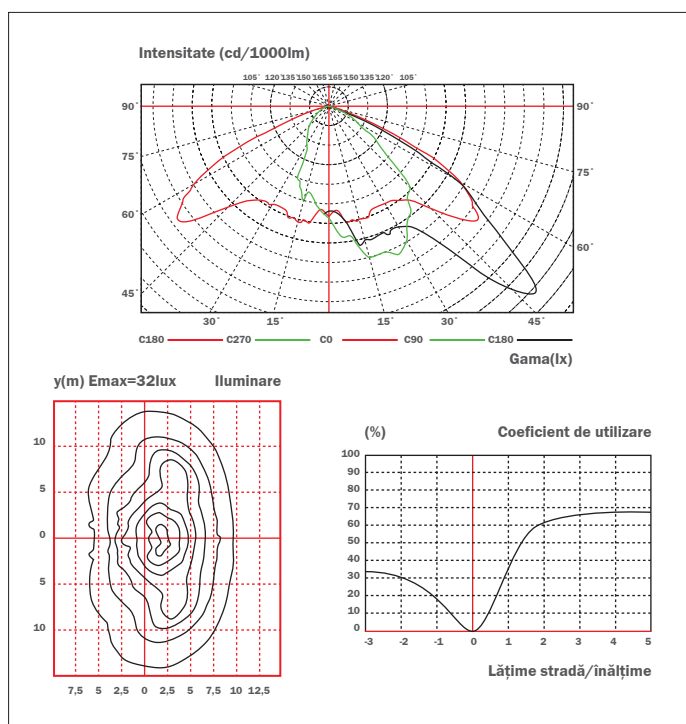 Intensitate (cd/1000lm)
105° 120°135°150°165°165°150°135°120° 105°
90° 90°
75° 75°
60° 60°
45°
30° 15° 15° 30° 45°
C180 C270 C0 C90 C180
Gama(lx)
y(m) Emax=32lux Iluminare
10
5
0
5
10
7,5 5 2,5 0 2,5 7,5 10 12,5
(%) Coeficient de utilizare
100
90
80
70
60
50
40
30
20
10
0
-3 -2 -1 0 1 2 3 4 5
Lățime stradă/înălțime